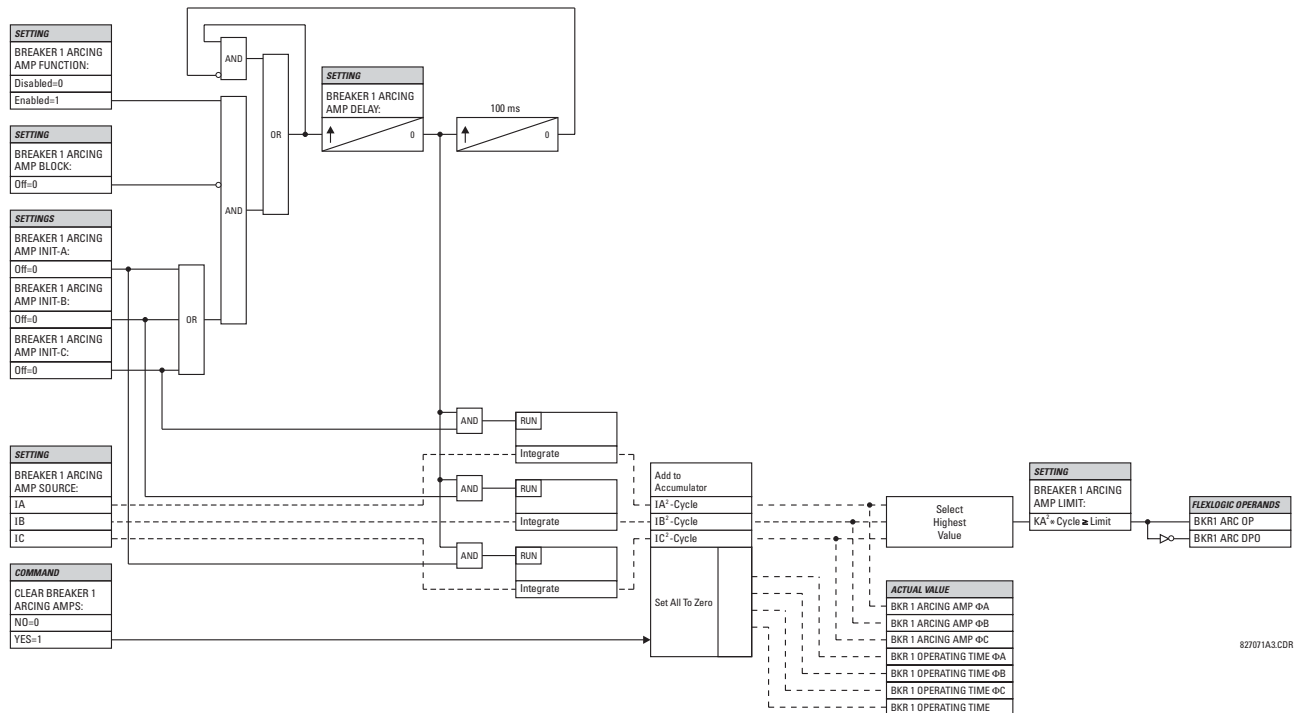 SETTING
BREAKER 1 ARCING
AMP FUNCTION:
Disabled=0
Enabled=1
SETTING
BREAKER 1 ARCING
AMP BLOCK:
Off=0
SETTINGS
BREAKER 1 ARCING
AMP INIT-A:
Off=0
BREAKER 1 ARCING
AMP INIT-B:
Off=0
BREAKER 1 ARCING
AMP INIT-C:
Off=0
SETTING
BREAKER 1 ARCING
AMP SOURCE:
IA
IB
IC
COMMAND
CLEAR BREAKER 1
ARCING AMPS:
NO=0
YES=1
AND
OR
AND
OR
SETTING
BREAKER 1 ARCING
AMP DELAY:
0
100 ms
0
AND
RUN
Integrate
AND
RUN
Integrate
AND
RUN
Integrate
Add to
Accumulator
IA²-Cycle
IB²-Cycle
IC²-Cycle
Set All To Zero
Select
Highest
Value
SETTING
BREAKER 1 ARCING
AMP LIMIT:
KA²*Cycle ≥ Limit
FLEXLOGIC OPERANDS
BKR1 ARC OP
BKR1 ARC DPO
ACTUAL VALUE
BKR 1 ARCING AMP ΦA
BKR 1 ARCING AMP ΦB
BKR 1 ARCING AMP ΦC
BKR 1 OPERATING TIME ΦA
BKR 1 OPERATING TIME ΦB
BKR 1 OPERATING TIME ΦC
BKR 1 OPERATING TIME
827071A3.CDR